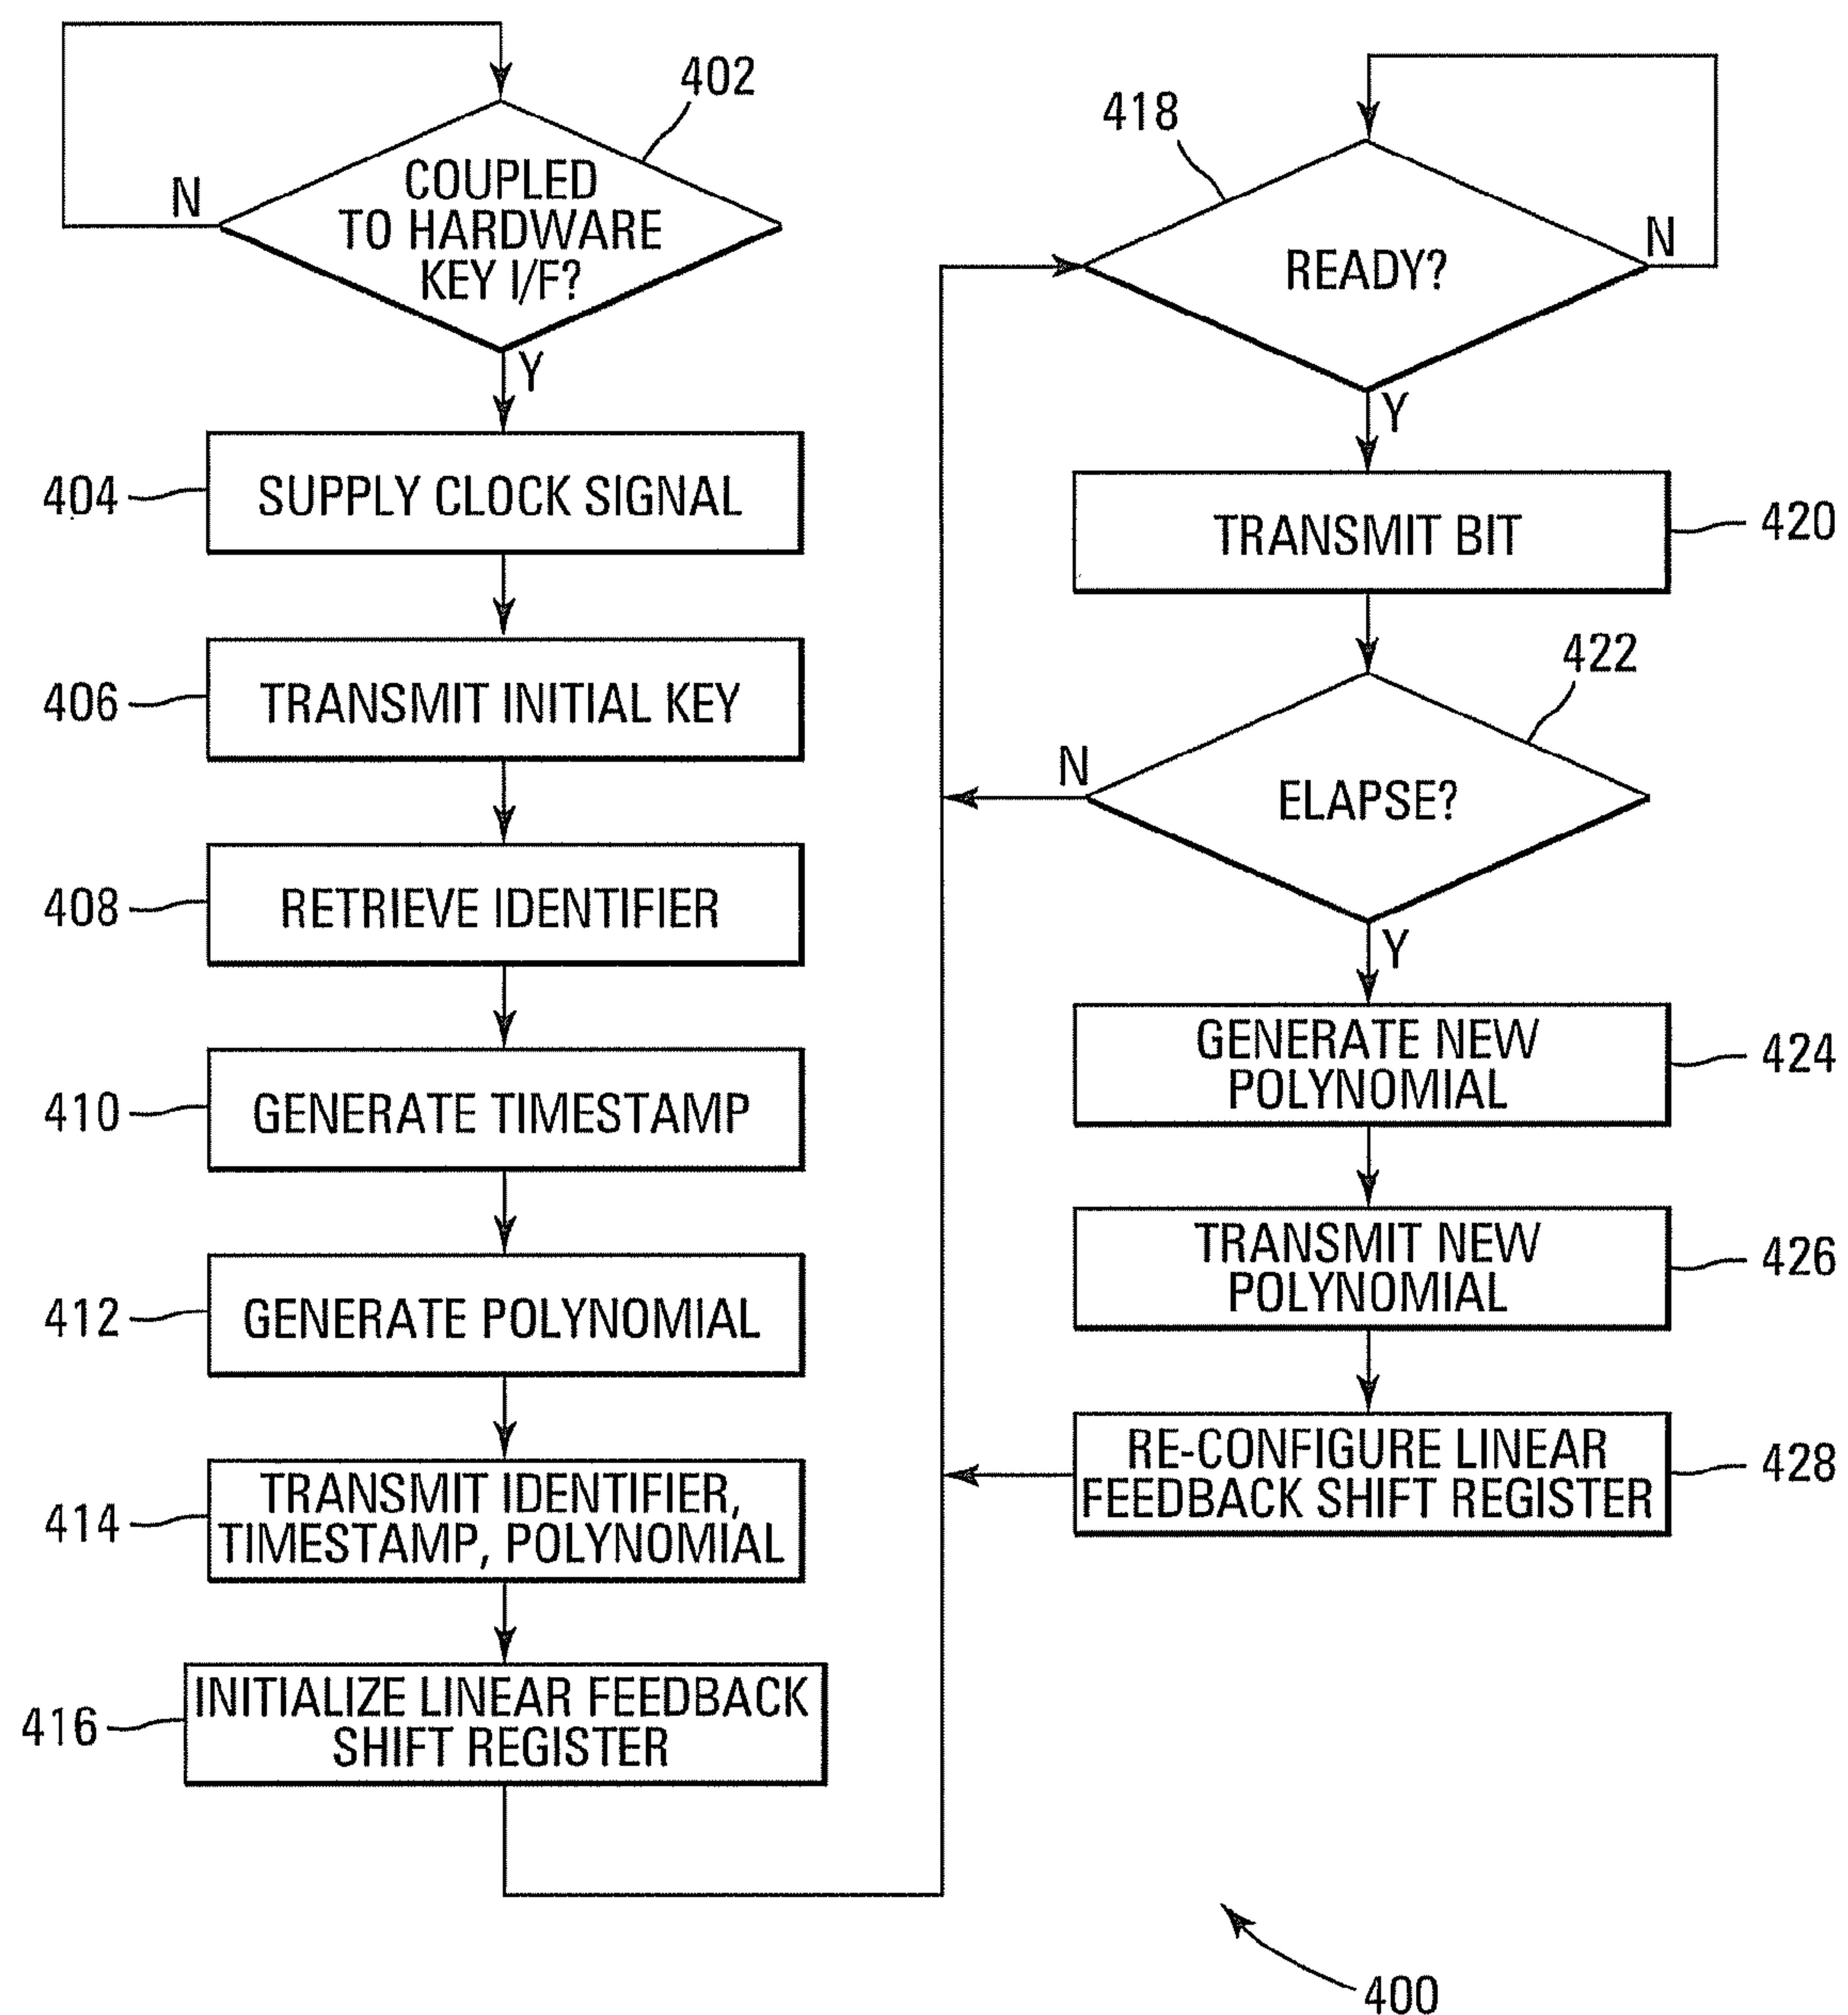 402
COUPLED
TO HARDWARE
KEY I/F?
N
Y
404
SUPPLY CLOCK SIGNAL
406
TRANSMIT INITIAL KEY
408
RETRIEVE IDENTIFIER
410
GENERATE TIMESTAMP
412
GENERATE POLYNOMIAL
414
TRANSMIT IDENTIFIER,
TIMESTAMP, POLYNOMIAL
416
INITIALIZE LINEAR FEEDBACK
SHIFT REGISTER
418
READY?
N
Y
TRANSMIT BIT
420
422
N
ELAPSE?
Y
GENERATE NEW
POLYNOMIAL
424
TRANSMIT NEW
POLYNOMIAL
426
RE-CONFIGURE LINEAR
FEEDBACK SHIFT REGISTER
428
400